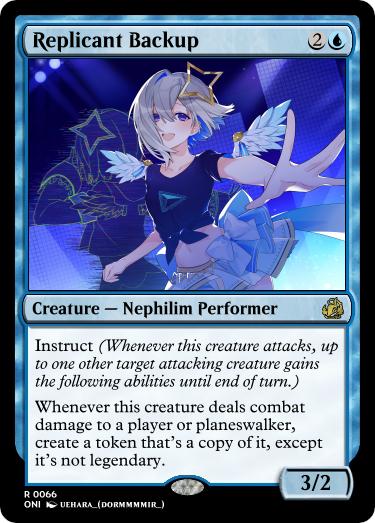 Replicant Backup
2
Creature — Nephilim Performer
Instruct (Whenever this creature attacks, up
to one other target attacking creature gains
the following abilities until end of turn.)
Whenever this creature deals combat
damage to a player or planeswalker,
create a token that's a copy of it, except
it's not legendary.
3/2
R 0066
ONI UEHARA_(DORMMMMIR_)